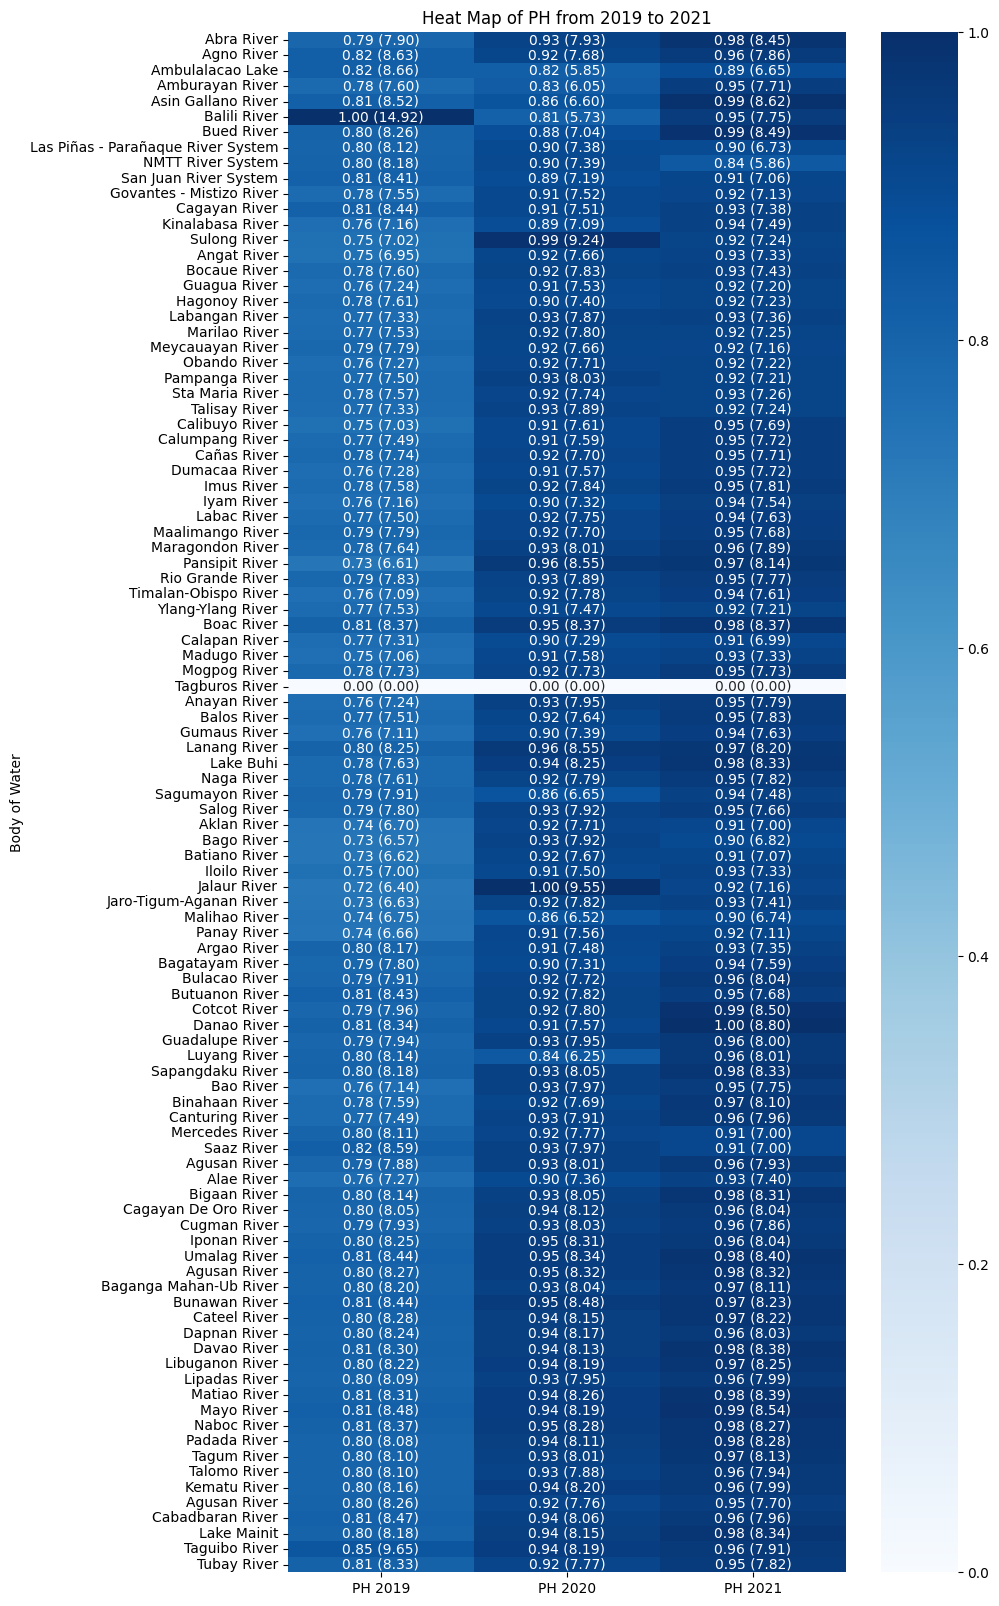 Heat Map of PH from 2019 to 2021
Abra River 0.79 (7.90) 0.93 (7.93) 0.98 (8.45)
Agno River 0.82 (8.63) 0.92 (7.68) 0.96 (7.86)
Ambulalacao Lake 0.82 (8.66) 0.82 (5.85) 0.89 (6.65)
Amburayan River 0.78 (7.60) 0.83 (6.05) 0.95 (7.71)
Asin Gallano River 0.81 (8.52) 0.86 (6.60) 0.99 (8.62)
Balili River 1.00 (14.92) 0.81 (5.73) 0.95 (7.75)
Bued River 0.80 (8.26) 0.88 (7.04) 0.99 (8.49)
Las Piñas - Parañaque River System 0.80 (8.12) 0.90 (7.38) 0.90 (6.73)
NMTT River System 0.80 (8.18) 0.90 (7.39) 0.84 (5.86)
San Juan River System 0.81 (8.41) 0.89 (7.19) 0.91 (7.06)
Govantes - Mistizo River 0.78 (7.55) 0.91 (7.52) 0.92 (7.13)
Cagayan River 0.81 (8.44) 0.91 (7.51) 0.93 (7.38)
Kinalabasa River 0.76 (7.16) 0.89 (7.09) 0.94 (7.49)
Sulong River 0.75 (7.02) 0.99 (9.24) 0.92 (7.24)
Angat River 0.75 (6.95) 0.92 (7.66) 0.93 (7.33)
Bocaue River 0.78 (7.60) 0.92 (7.83) 0.93 (7.43)
Guagua River 0.76 (7.24) 0.91 (7.53) 0.92 (7.20)
Hagonoy River 0.78 (7.61) 0.90 (7.40) 0.92 (7.23)
Labangan River 0.77 (7.33) 0.93 (7.87) 0.93 (7.36)
Marilao River 0.77 (7.53) 0.92 (7.80) 0.92 (7.25)
Meycauayan River 0.79 (7.79) 0.92 (7.66) 0.92 (7.16)
Obando River 0.76 (7.27) 0.92 (7.71) 0.92 (7.22)
Pampanga River 0.77 (7.50) 0.93 (8.03) 0.92 (7.21)
Sta Maria River 0.78 (7.57) 0.92 (7.74) 0.93 (7.26)
Talisay River 0.77 (7.33) 0.93 (7.89) 0.92 (7.24)
Calibuyo River 0.75 (7.03) 0.91 (7.61) 0.95 (7.69)
Calumpang River 0.77 (7.49) 0.91 (7.59) 0.95 (7.72)
Cañas River 0.78 (7.74) 0.92 (7.70) 0.95 (7.71)
Dumacaa River 0.76 (7.28) 0.91 (7.57) 0.95 (7.72)
Imus River 0.78 (7.58) 0.92 (7.84) 0.95 (7.81)
Iyam River 0.76 (7.16) 0.90 (7.32) 0.94 (7.54)
Labac River 0.77 (7.50) 0.92 (7.75) 0.94 (7.63)
Maalimango River 0.79 (7.79) 0.92 (7.70) 0.95 (7.68)
Maragondon River 0.78 (7.64) 0.93 (8.01) 0.96 (7.89)
Pansipit River 0.73 (6.61) 0.96 (8.55) 0.97 (8.14)
Rio Grande River 0.79 (7.83) 0.93 (7.89) 0.95 (7.77)
Timalan-Obispo River 0.76 (7.09) 0.92 (7.78) 0.94 (7.61)
Ylang-Ylang River 0.77 (7.53) 0.91 (7.47) 0.92 (7.21)
Boac River 0.81 (8.37) 0.95 (8.37) 0.98 (8.37)
Calapan River 0.77 (7.31) 0.90 (7.29) 0.91 (6.99)
Madugo River 0.75 (7.06) 0.91 (7.58) 0.93 (7.33)
Mogpog River 0.78 (7.73) 0.92 (7.73) 0.95 (7.73)
Tagburos River 0.00 (0.00) 0.00 (0.00) 0.00 (0.00)
Anayan River 0.76 (7.24) 0.93 (7.95) 0.95 (7.79)
Balos River 0.77 (7.51) 0.92 (7.64) 0.95 (7.83)
Gumaus River 0.76 (7.11) 0.90 (7.39) 0.94 (7.63)
Lanang River 0.80 (8.25) 0.96 (8.55) 0.97 (8.20)
Lake Buhi 0.78 (7.63) 0.94 (8.25) 0.98 (8.33)
Naga River 0.78 (7.61) 0.92 (7.79) 0.95 (7.82)
Sagumayon River 0.79 (7.91) 0.86 (6.65) 0.94 (7.48)
Salog River 0.79 (7.80) 0.93 (7.92) 0.95 (7.66)
Aklan River 0.74 (6.70) 0.92 (7.71) 0.91 (7.00)
Bago River 0.73 (6.57) 0.93 (7.92) 0.90 (6.82)
Batiano River 0.73 (6.62) 0.92 (7.67) 0.91 (7.07)
Iloilo River 0.75 (7.00) 0.91 (7.50) 0.93 (7.33)
Jalaur River 0.72 (6.40) 1.00 (9.55) 0.92 (7.16)
Jaro-Tigum-Aganan River 0.73 (6.63) 0.92 (7.82) 0.93 (7.41)
Malihao River 0.74 (6.75) 0.86 (6.52) 0.90 (6.74)
Panay River 0.74 (6.66) 0.91 (7.56) 0.92 (7.11)
Argao River 0.80 (8.17) 0.91 (7.48) 0.93 (7.35)
Bagatayam River 0.79 (7.80) 0.90 (7.31) 0.94 (7.59)
Bulacao River 0.79 (7.91) 0.92 (7.72) 0.96 (8.04)
Butuanon River 0.81 (8.43) 0.92 (7.82) 0.95 (7.68)
Cotcot River 0.79 (7.96) 0.92 (7.80) 0.99 (8.50)
Danao River 0.81 (8.34) 0.91 (7.57) 1.00 (8.80)
Guadalupe River 0.79 (7.94) 0.93 (7.95) 0.96 (8.00)
Luyang River 0.80 (8.14) 0.84 (6.25) 0.96 (8.01)
Sapangdaku River 0.80 (8.18) 0.93 (8.05) 0.98 (8.33)
Bao River 0.76 (7.14) 0.93 (7.97) 0.95 (7.75)
Binahaan River 0.78 (7.59) 0.92 (7.69) 0.97 (8.10)
Canturing River 0.77 (7.49) 0.93 (7.91) 0.96 (7.96)
Mercedes River 0.80 (8.11) 0.92 (7.77) 0.91 (7.00)
Saaz River 0.82 (8.59) 0.93 (7.97) 0.91 (7.00)
Agusan River 0.79 (7.88) 0.93 (8.01) 0.96 (7.93)
Alae River 0.76 (7.27) 0.90 (7.36) 0.93 (7.40)
Bigaan River 0.80 (8.14) 0.93 (8.05) 0.98 (8.31)
Cagayan De Oro River 0.80 (8.05) 0.94 (8.12) 0.96 (8.04)
Cugman River 0.79 (7.93) 0.93 (8.03) 0.96 (7.86)
Iponan River 0.80 (8.25) 0.95 (8.31) 0.96 (8.04)
Umalag River 0.81 (8.44) 0.95 (8.34) 0.98 (8.40)
Agusan River 0.80 (8.27) 0.95 (8.32) 0.98 (8.32)
Baganga Mahan-Ub River 0.80 (8.20) 0.93 (8.04) 0.97 (8.11)
Bunawan River 0.81 (8.44) 0.95 (8.48) 0.97 (8.23)
Cateel River 0.80 (8.28) 0.94 (8.15) 0.97 (8.22)
Dapnan River 0.80 (8.24) 0.94 (8.17) 0.96 (8.03)
Davao River 0.81 (8.30) 0.94 (8.13) 0.98 (8.38)
Libuganon River 0.80 (8.22) 0.94 (8.19) 0.97 (8.25)
Lipadas River 0.80 (8.09) 0.93 (7.95) 0.96 (7.99)
Matiao River 0.81 (8.31) 0.94 (8.26) 0.98 (8.39)
Mayo River 0.81 (8.48) 0.94 (8.19) 0.99 (8.54)
Naboc River 0.81 (8.37) 0.95 (8.28) 0.98 (8.27)
Padada River 0.80 (8.08) 0.94 (8.11) 0.98 (8.28)
Tagum River 0.80 (8.10) 0.93 (8.01) 0.97 (8.13)
Talomo River 0.80 (8.10) 0.93 (7.88) 0.96 (7.94)
Kematu River 0.80 (8.16) 0.94 (8.20) 0.96 (7.99)
Agusan River 0.80 (8.26) 0.92 (7.76) 0.95 (7.70)
Cabadbaran River 0.81 (8.47) 0.94 (8.06) 0.96 (7.96)
Lake Mainit 0.80 (8.18) 0.94 (8.15) 0.98 (8.34)
Taguibo River 0.85 (9.65) 0.94 (8.19) 0.96 (7.91)
Tubay River 0.81 (8.33) 0.92 (7.77) 0.95 (7.82)
PH 2019 PH 2020 PH 2021
Body of Water
1.0
0.8
0.6
0.4
0.2
0.0